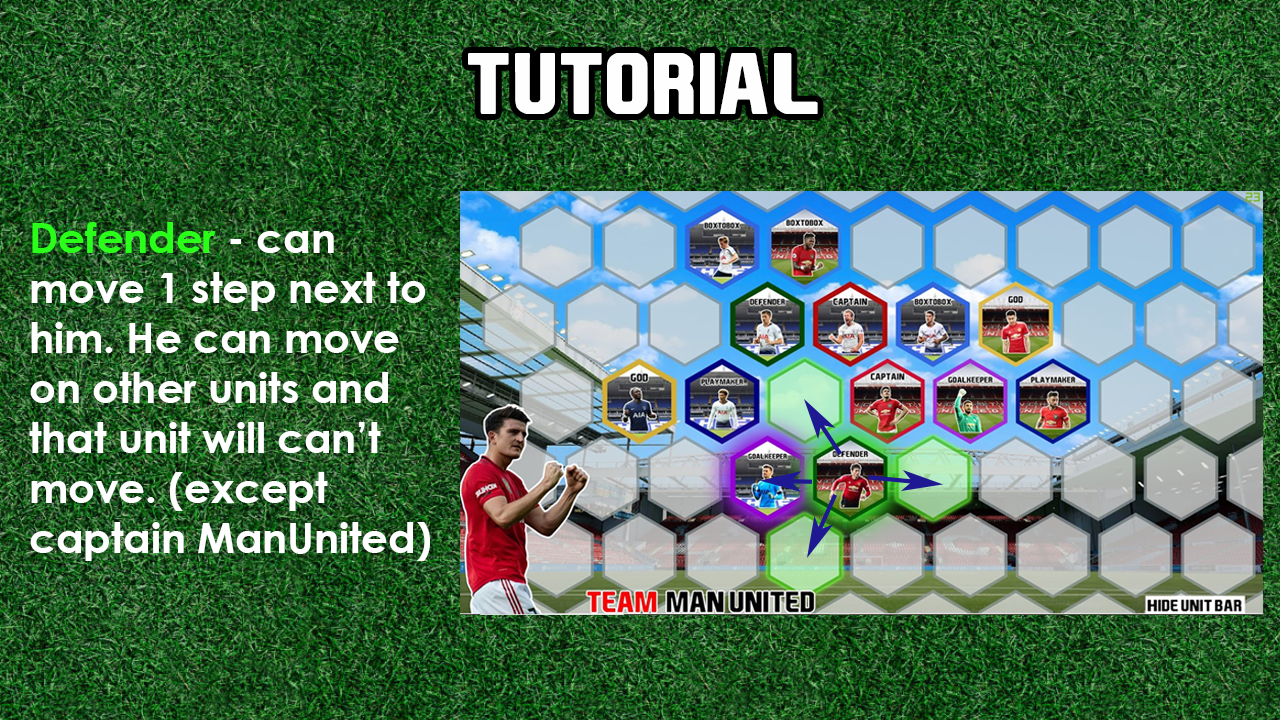 TUTORIAL
Defender - can
move 1 step next to
him. He can move
on other units and
that unit will can't
move. (except
captain ManUnited)
23
BOXTOBOX
BOXTOBOX
DEFENDER
CAPTAIN
BOXTOBOX
GOD
GOD
PLAYMAKER
CAPTAIN
GOALKEEPER
PLAYMAKER
GOALKEEPER
DEFENDER
TEAM MAN UNITED
HIDE UNIT BAR